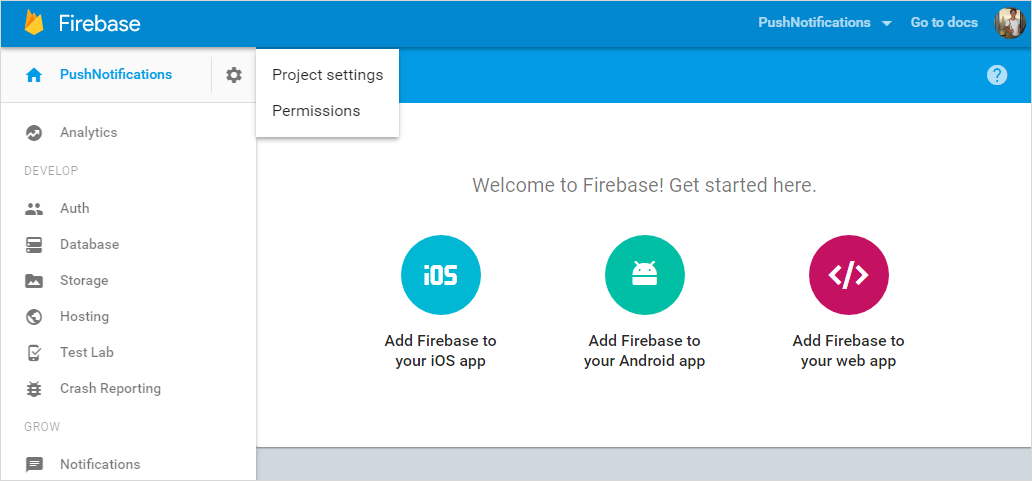 Firebase
PushNotifications
Go to docs
PushNotifications
Project settings
Permissions
Analytics
DEVELOP
Auth
Database
Storage
Hosting
Test Lab
Crash Reporting
GROW
Notifications
Welcome to Firebase! Get started here.
iOS
Add Firebase to
your iOS app
Add Firebase to
your Android app
</>
Add Firebase to
your web app